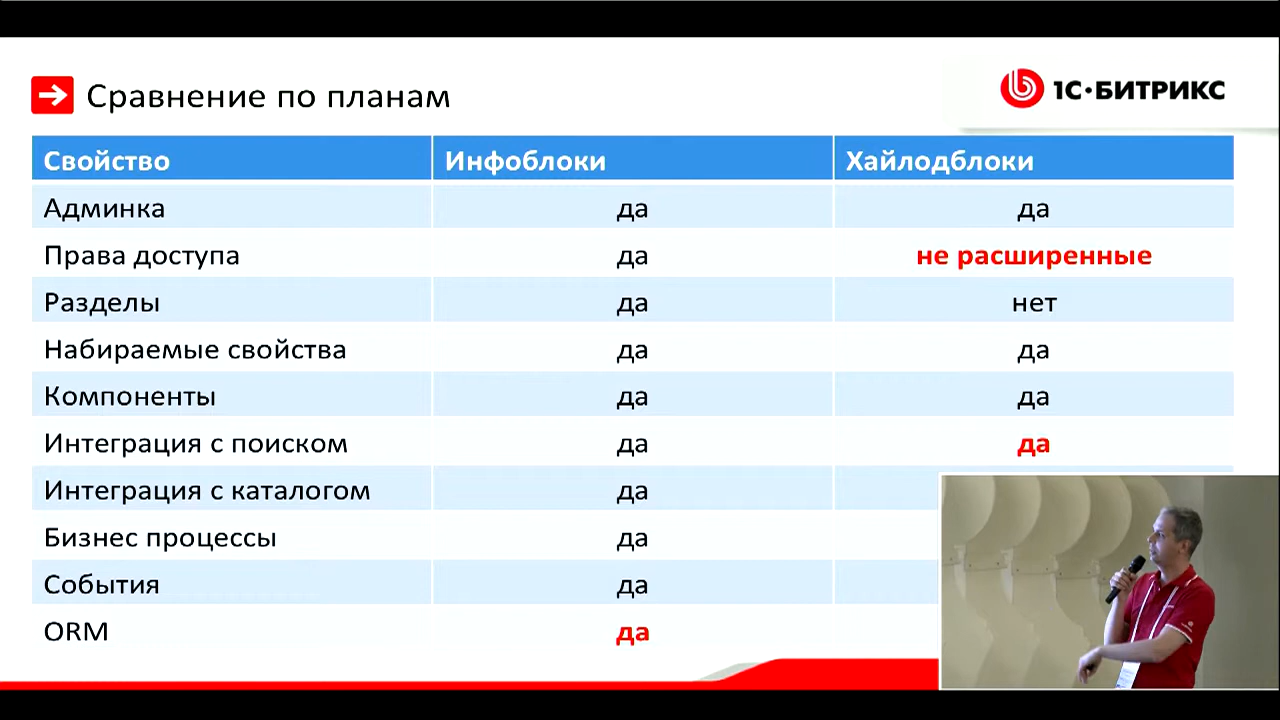 Сравнение по планам
1С·БИТРИКС
Свойство Инфоблоки Хайлодблоки
Админка да да
Права доступа да не расширенные
Разделы да нет
Набираемые свойства да да
Компоненты да да
Интеграция с поиском да да
Интеграция с каталогом да
Бизнес процессы да
События да
ORM да